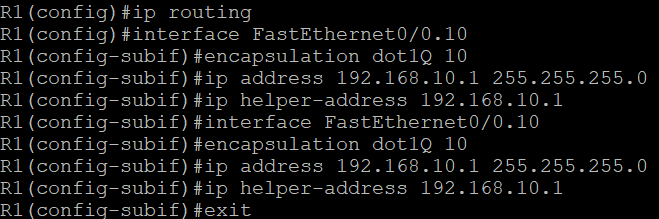 R1(config)#ip routing
R1(config)#interface FastEthernet0/0.10
R1(config-subif)#encapsulation dot1Q 10
R1(config-subif)#ip address 192.168.10.1 255.255.255.0
R1(config-subif)#ip helper-address 192.168.10.1
R1(config-subif)#interface FastEthernet0/0.10
R1(config-subif)#encapsulation dot1Q 10
R1(config-subif)#ip address 192.168.10.1 255.255.255.0
R1(config-subif)#ip helper-address 192.168.10.1
R1(config-subif)#exit